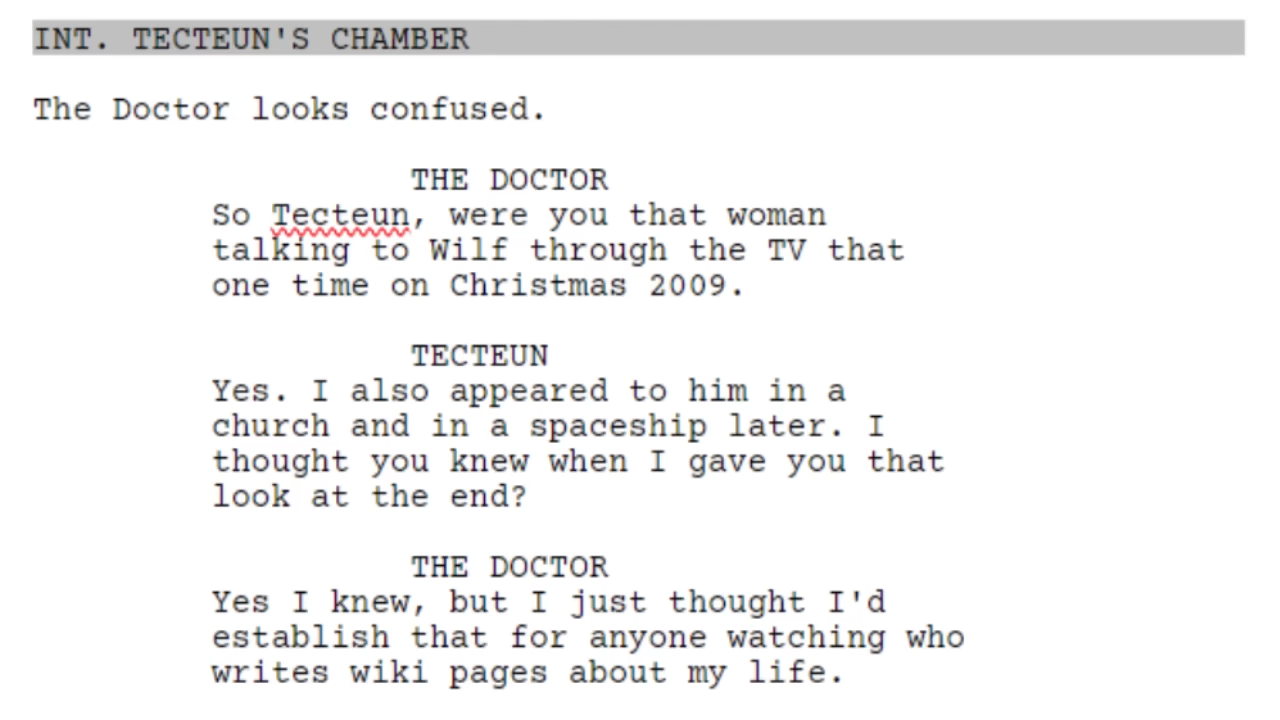 INT. TECTEUN'S CHAMBER
The Doctor looks confused.
THE DOCTOR
So Tecteun, were you that woman
talking to Wilf through the TV that
one time on Christmas 2009.
TECTEUN
Yes. I also appeared to him in a
church and in a spaceship later. I
thought you knew when I gave you that
look at the end?
THE DOCTOR
Yes I knew, but I just thought I'd
establish that for anyone watching who
writes wiki pages about my life.